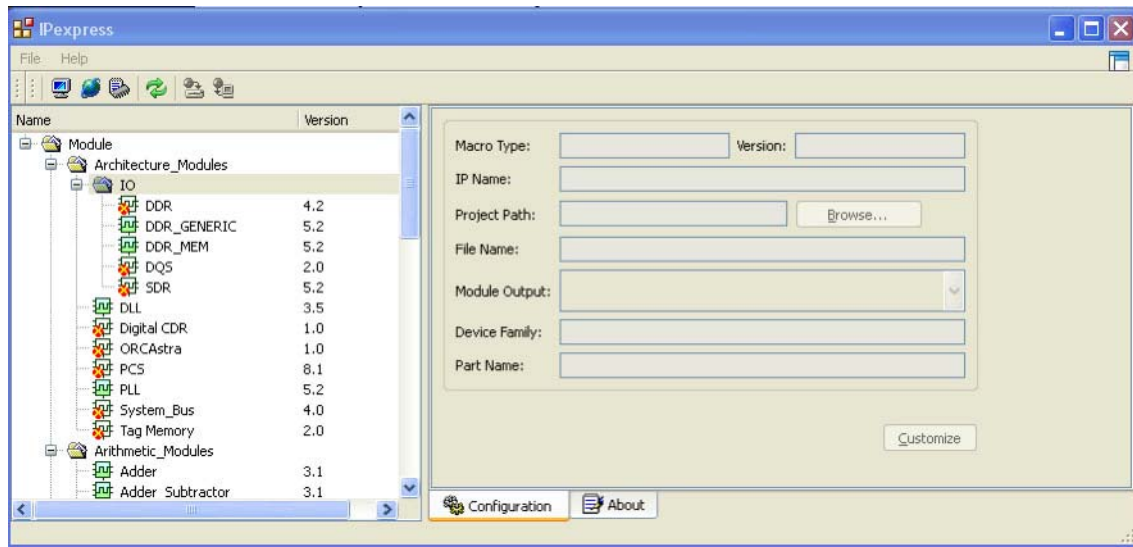 IPexpress
File Help
Name Version
Module
Architecture_Modules
IO
DDR 4.2
DDR_GENERIC 5.2
DDR_MEM 5.2
DQS 2.0
SDR 5.2
DLL 3.5
Digital CDR 1.0
ORCAstra 1.0
PCS 8.1
PLL 5.2
System_Bus 4.0
Tag Memory 2.0
Arithmetic_Modules
Adder 3.1
Adder Subtractor 3.1
Macro Type: Version:
IP Name:
Project Path: Browse...
File Name:
Module Output:
Device Family:
Part Name:
Customize
Configuration About